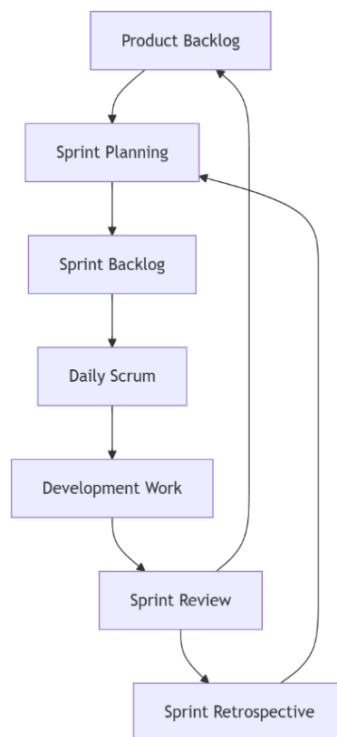 Product Backlog
Sprint Planning
Sprint Backlog
Daily Scrum
Development Work
Sprint Review
Sprint Retrospective